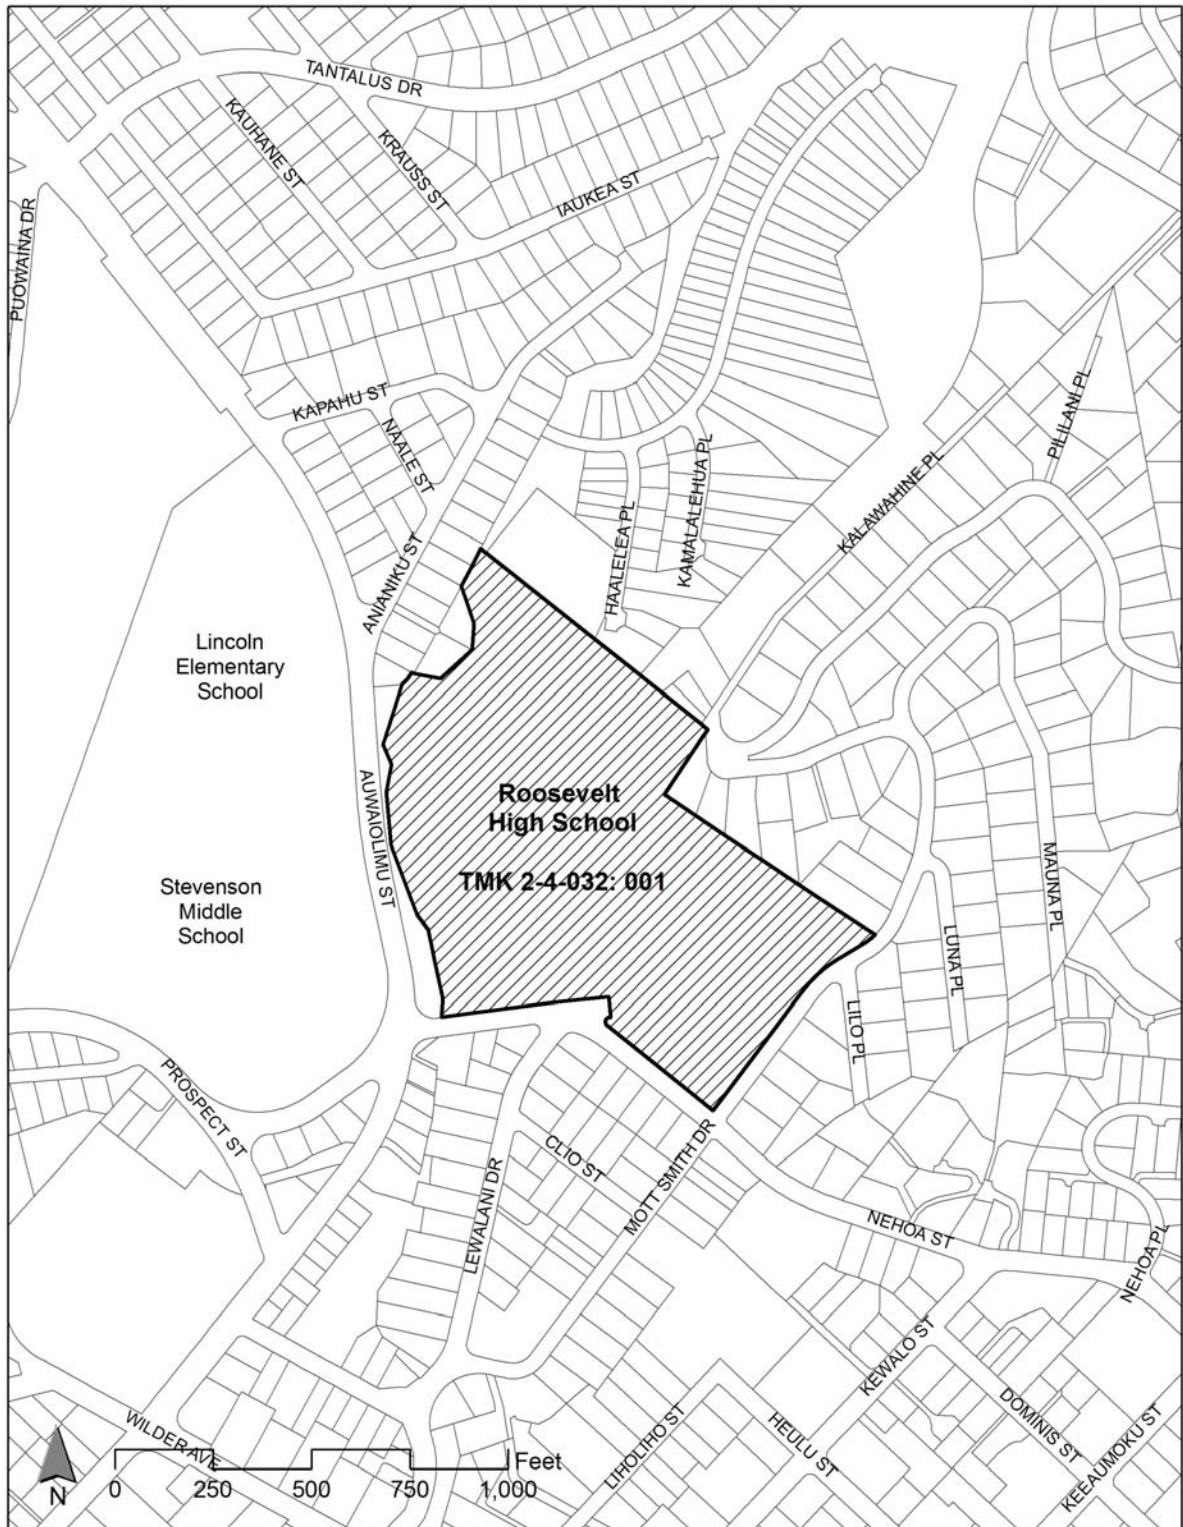 TANTALUS DR
KAUHANE ST
KRAUSS ST
IAUKEA ST
PUOWAINA DR
KAPAHU ST
NAALE ST
PILILANI PL
KALAWAHINE PL
KAMALALEHUA PL
HAALELEA PL
ANIANIKU ST
Lincoln
Elementary
School
AUWAIOLIMU ST
Roosevelt
High School
TMK 2-4-032: 001
Stevenson
Middle
School
MAUNA PL
LUNA PL
LILO PL
PROSPECT ST
CLIO ST
MOTT SMITH DR
LEWALANI DR
NEHOA ST
NEHOA PL
KEWALO ST
DOMINIS ST
KEEAUMOKU ST
LIHOLIHO ST
HEULU ST
WILDER AVE
N
0 250 500 750 1,000
Feet